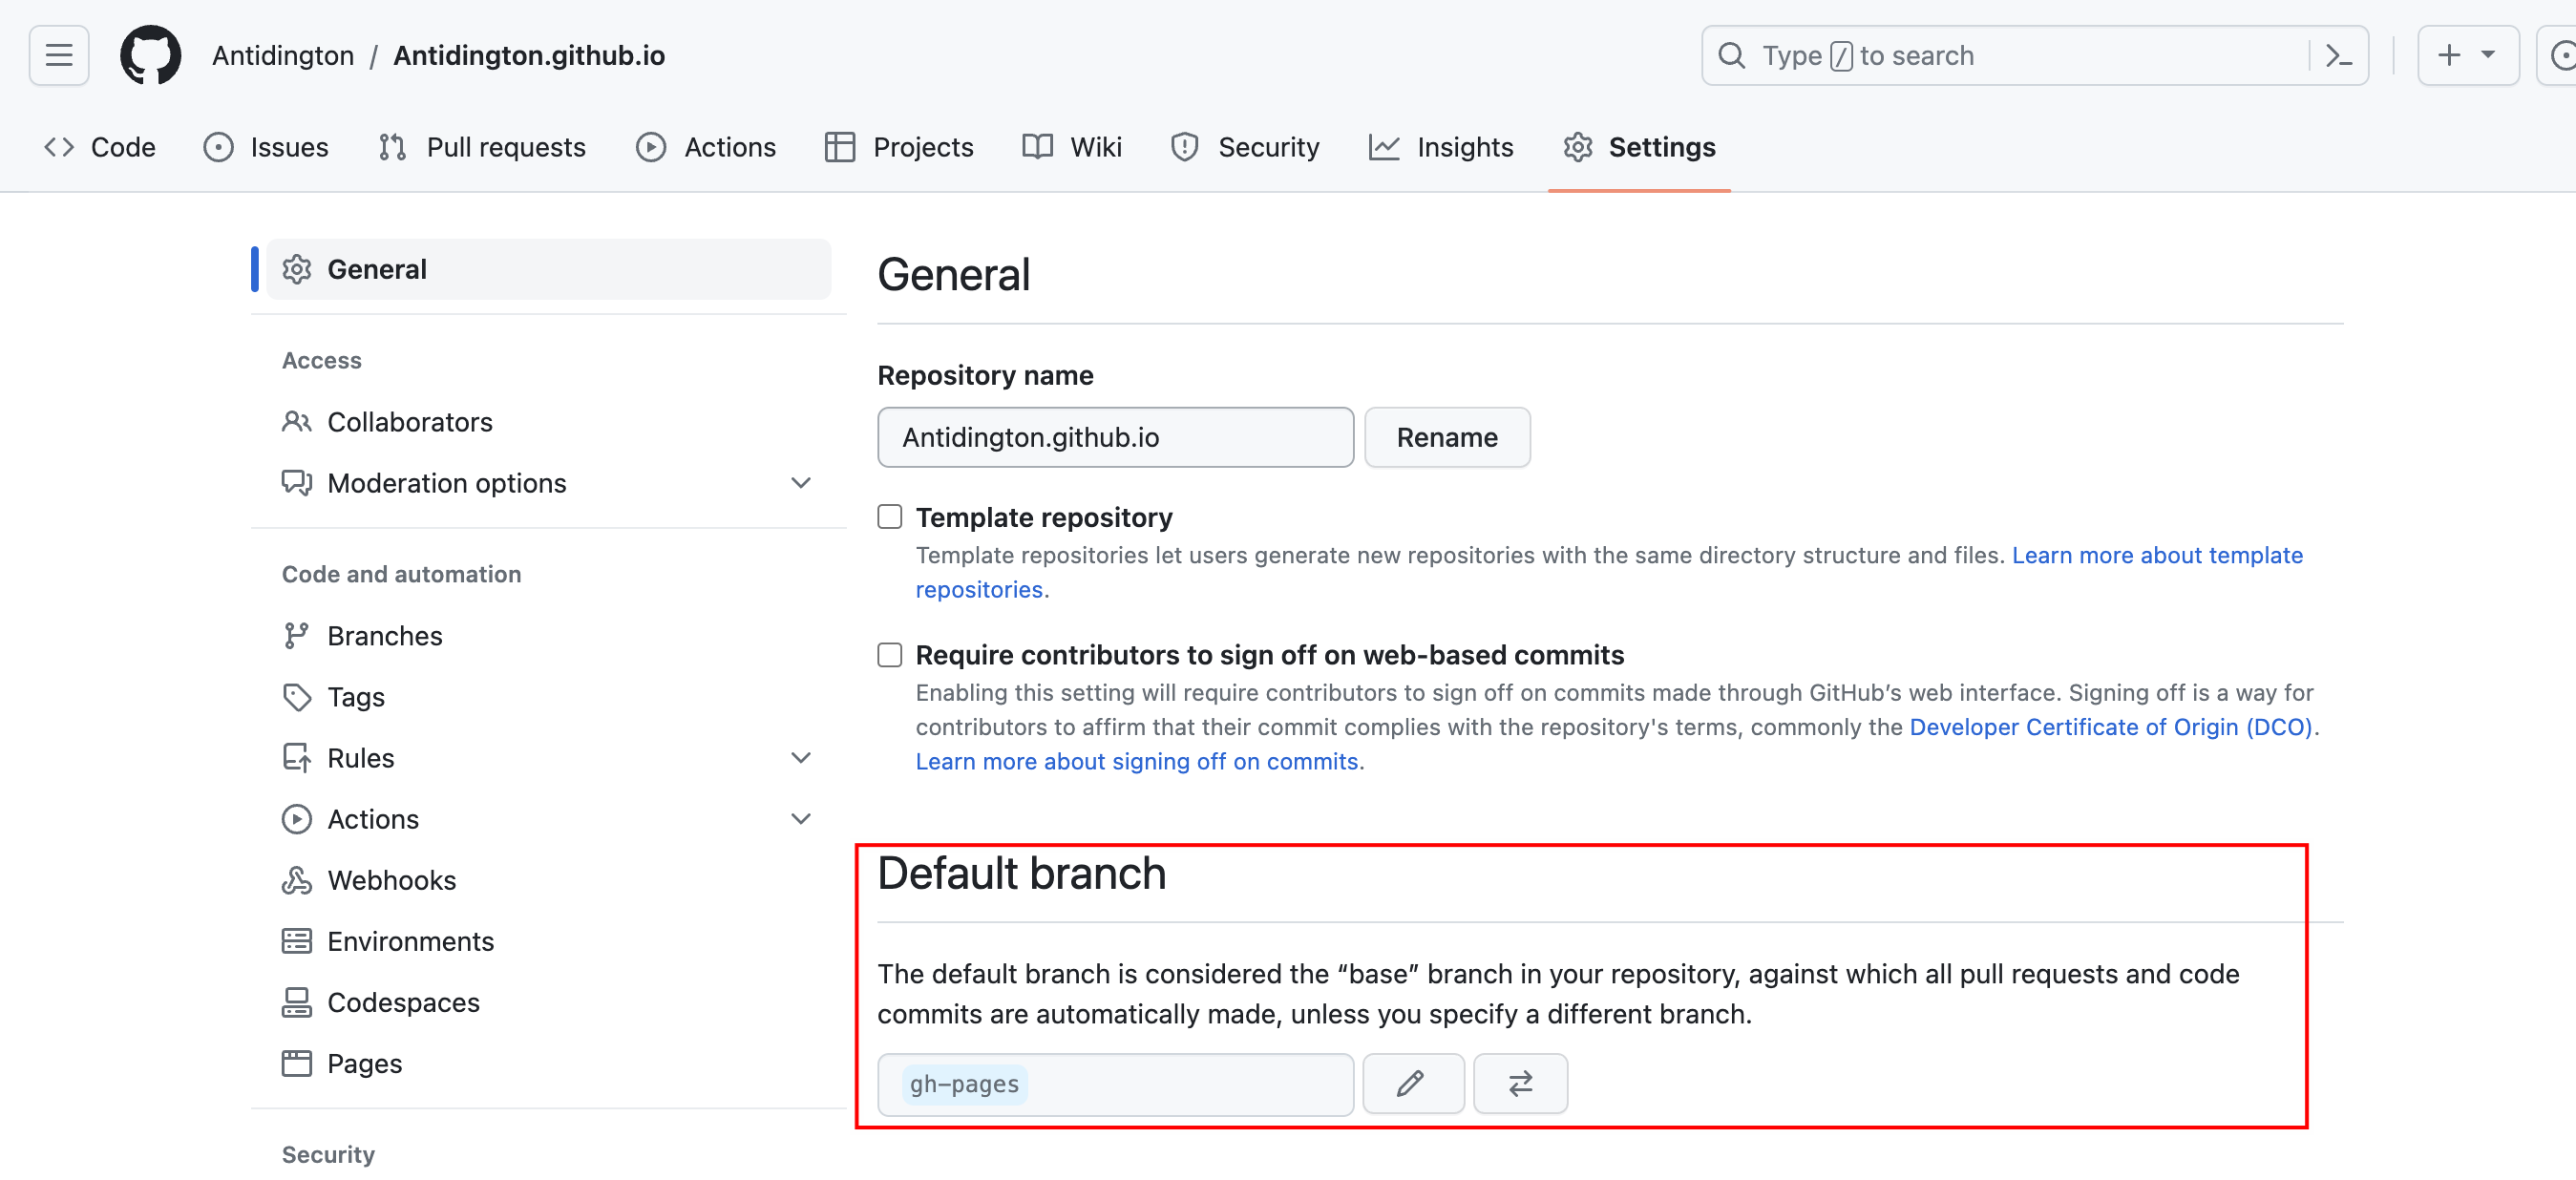 Antidington / Antidington.github.io
Type / to search
Code Issues Pull requests Actions Projects Wiki Security Insights Settings
General
Access
Collaborators
Moderation options
Code and automation
Branches
Tags
Rules
Actions
Webhooks
Environments
Codespaces
Pages
Security
General
Repository name
Antidington.github.io Rename
Template repository
Template repositories let users generate new repositories with the same directory structure and files. Learn more about template
repositories.
Require contributors to sign off on web-based commits
Enabling this setting will require contributors to sign off on commits made through GitHub’s web interface. Signing off is a way for
contributors to affirm that their commit complies with the repository's terms, commonly the Developer Certificate of Origin (DCO).
Learn more about signing off on commits.
Default branch
The default branch is considered the “base” branch in your repository, against which all pull requests and code
commits are automatically made, unless you specify a different branch.
gh-pages